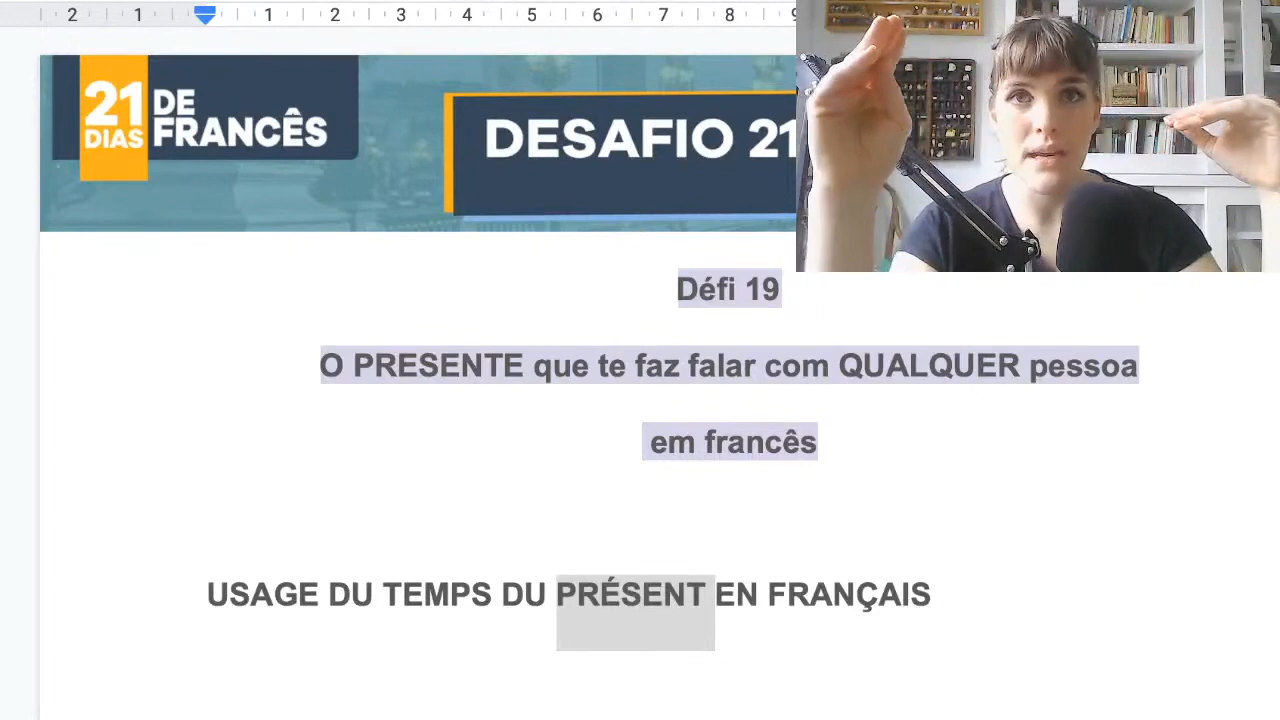 2 1 1 2 3 4 5 6 7 8
21 DE
DIAS FRANCÊS
DESAFIO 21
Défi 19
O PRESENTE que te faz falar com QUALQUER pessoa
em francês
USAGE DU TEMPS DU PRÉSENT EN FRANÇAIS